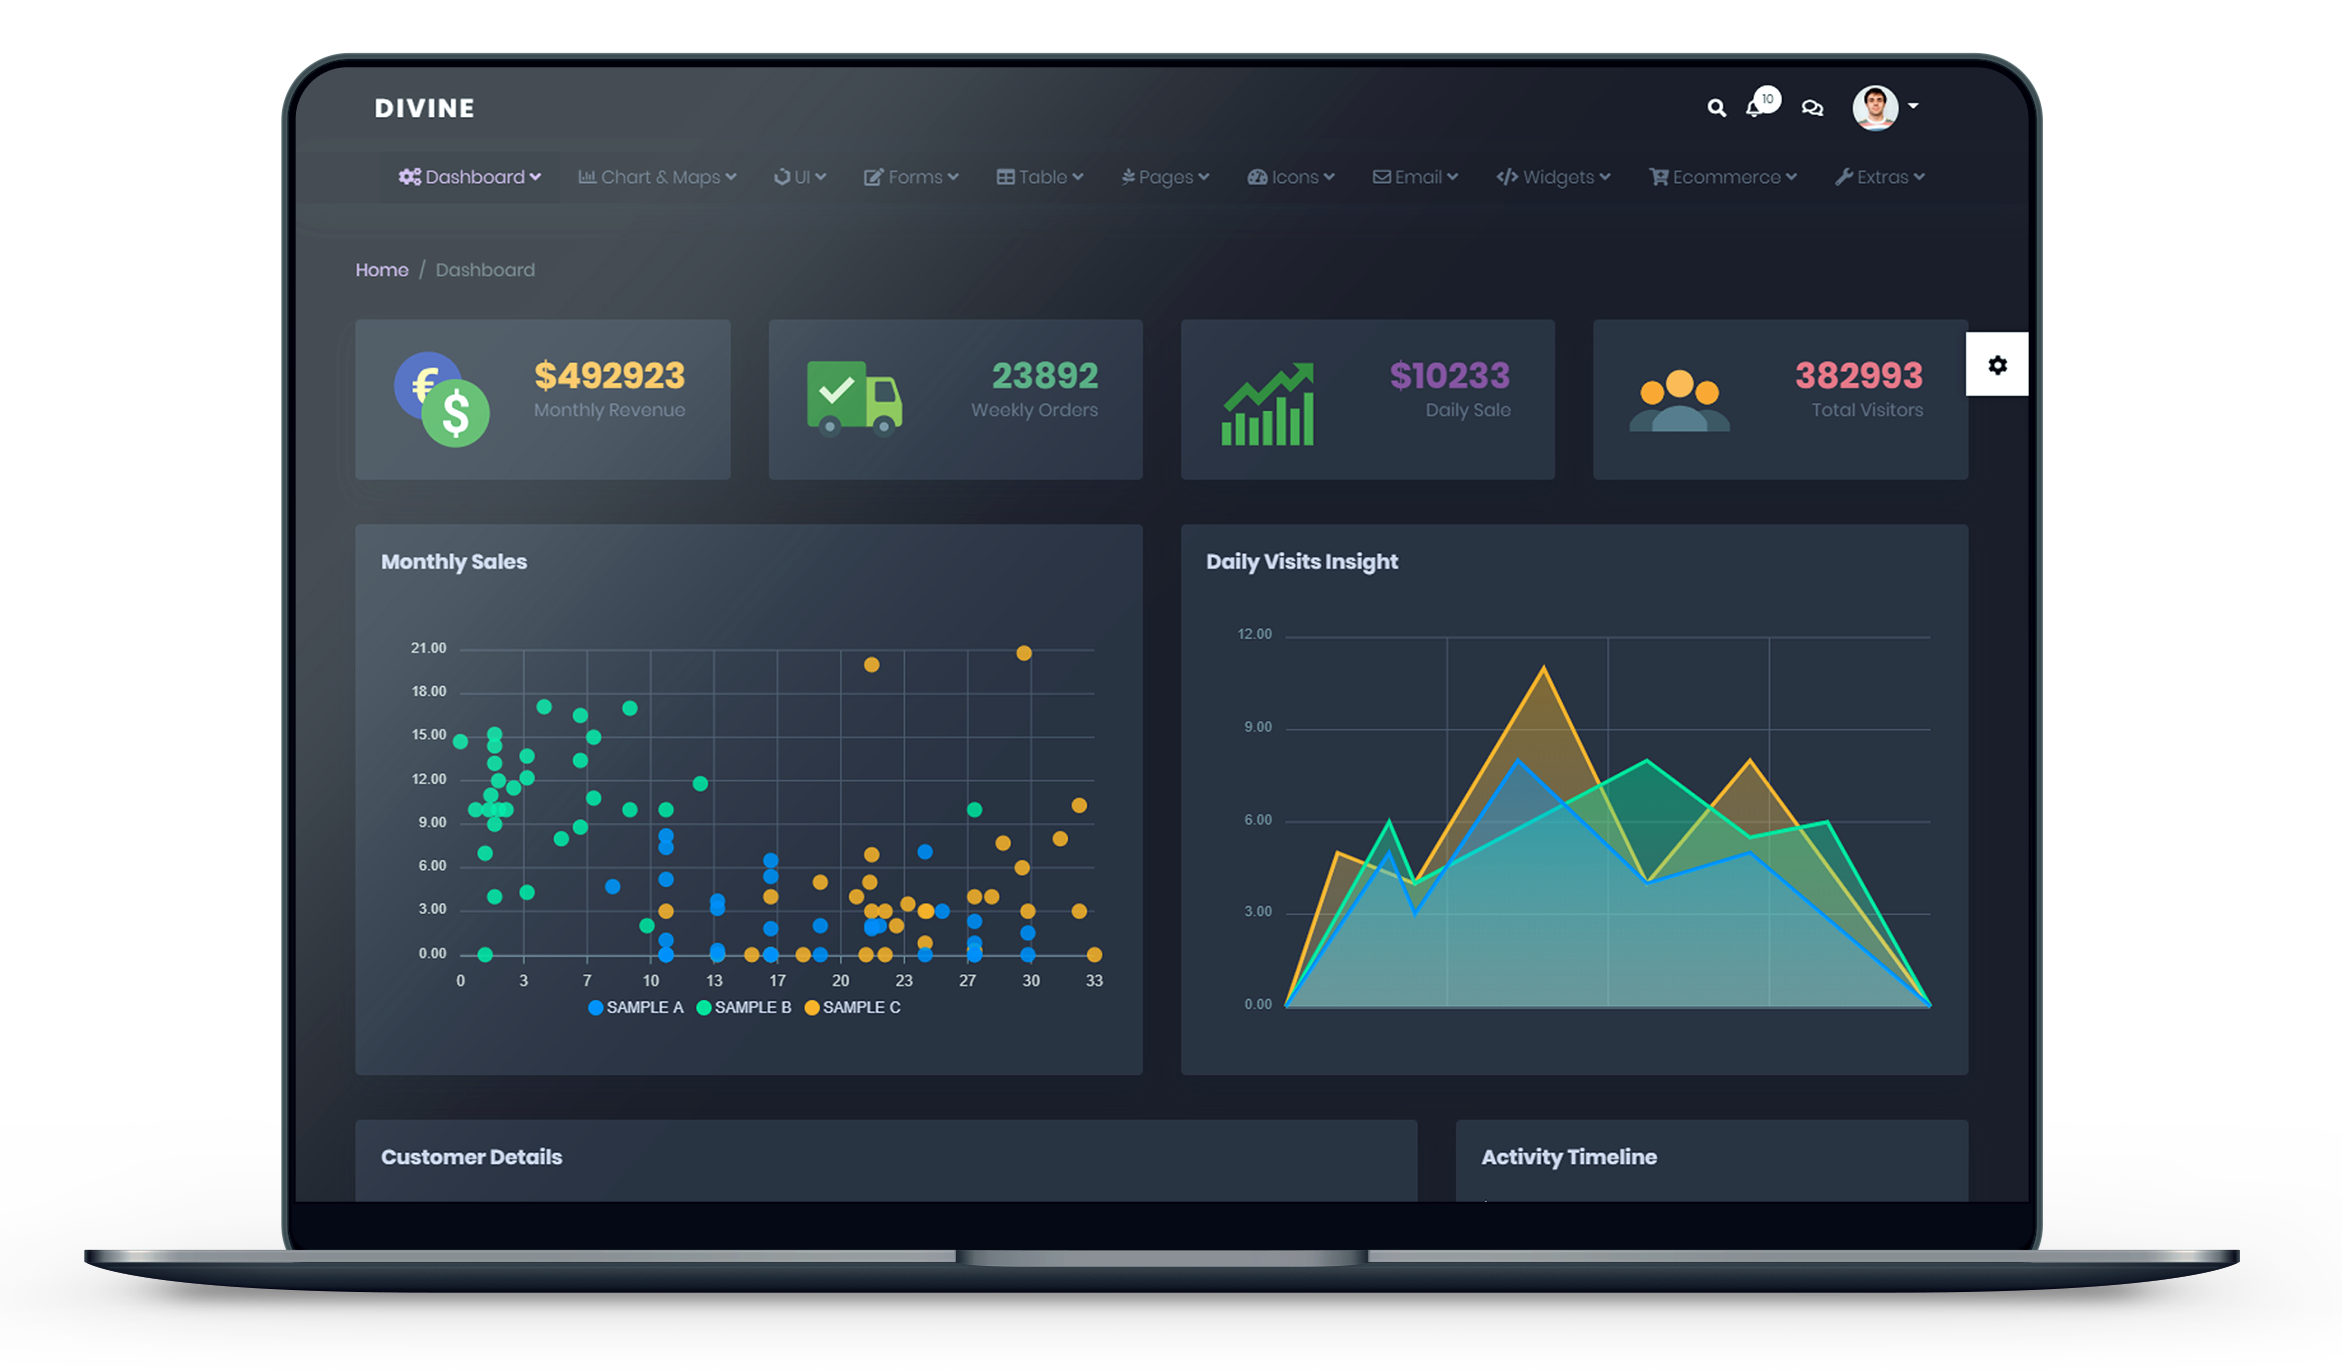 DIVINE
10
Dashboard Chart & Maps UI Forms Table Pages Icons Email Widgets Ecommerce Extras
Home / Dashboard
$492923
Monthly Revenue
23892
Weekly Orders
$10233
Daily Sale
382993
Total Visitors
Monthly Sales
21.00
18.00
15.00
12.00
9.00
6.00
3.00
0.00
0 3 7 10 13 17 20 23 27 30 33
SAMPLE A SAMPLE B SAMPLE C
Daily Visits Insight
12.00
9.00
6.00
3.00
0.00
Customer Details
Activity Timeline